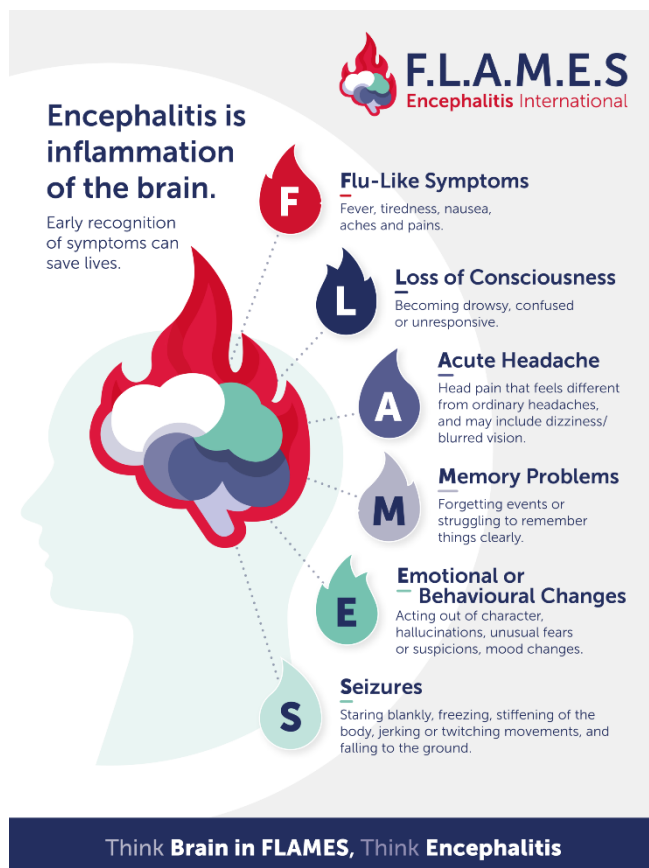 F.L.A.M.E.S
Encephalitis International
Encephalitis is
inflammation
of the brain.
Early recognition
of symptoms can
save lives.
F
Flu-Like Symptoms
Fever, tiredness, nausea,
aches and pains.
L
Loss of Consciousness
Becoming drowsy, confused
or unresponsive.
A
Acute Headache
Head pain that feels different
from ordinary headaches,
and may include dizziness/
blurred vision.
M
Memory Problems
Forgetting events or
struggling to remember
things clearly.
E
Emotional or
Behavioural Changes
Acting out of character,
hallucinations, unusual fears
or suspicions, mood changes.
S
Seizures
Staring blankly, freezing, stiffening of the
body, jerking or twitching movements, and
falling to the ground.
Think Brain in FLAMES, Think Encephalitis